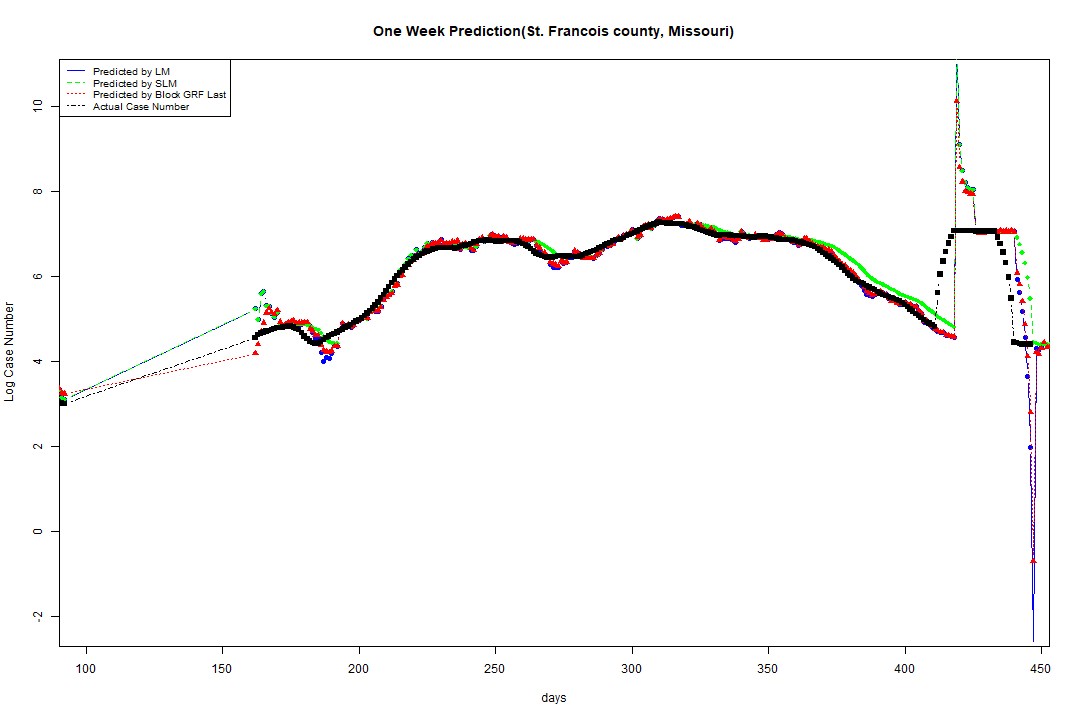 One Week Prediction(St. Francois county, Missouri)
Predicted by LM
Predicted by SLM
Predicted by Block GRF Last
Actual Case Number
Log Case Number
10
8
6
4
2
0
-2
100 150 200 250 300 350 400 450
days